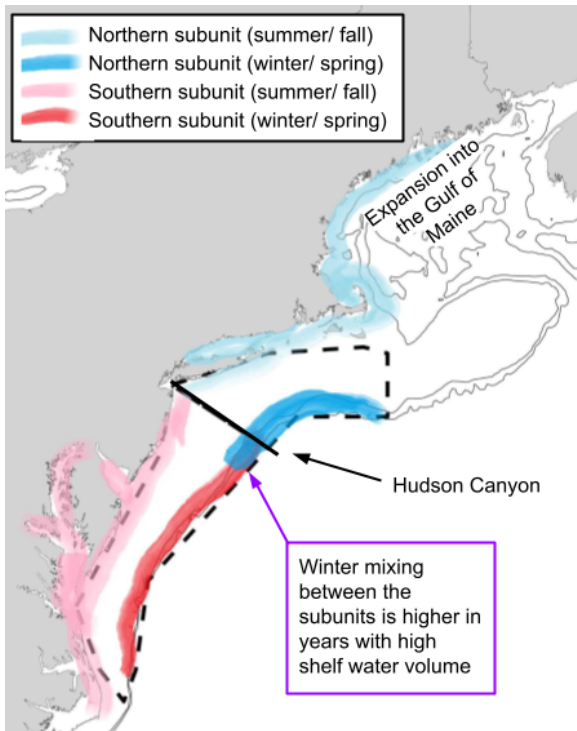 Northern subunit (summer/ fall)
Northern subunit (winter/ spring)
Southern subunit (summer/ fall)
Southern subunit (winter/ spring)
Expansion into
the Gulf of
Maine
Hudson Canyon
Winter mixing
between the
subunits is higher in
years with high
shelf water volume